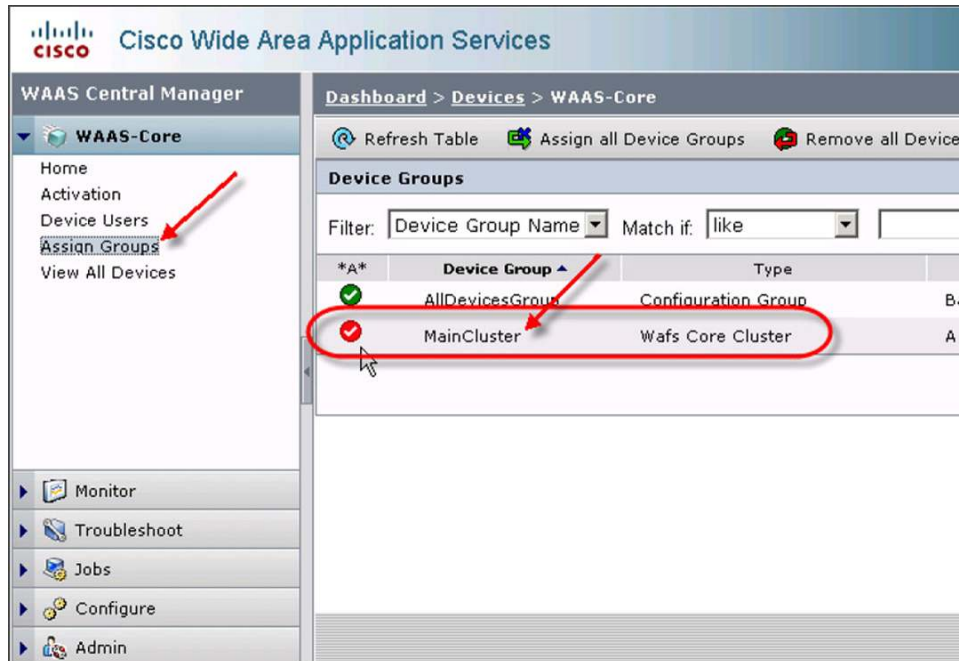 CISCO Cisco Wide Area Application Services
WAAS Central Manager
WAAS-Core
Home
Activation
Device Users
Assign Groups
View All Devices
Monitor
Troubleshoot
Jobs
Configure
Admin
Dashboard > Devices > WAAS-Core
Refresh Table Assign all Device Groups Remove all Device
Device Groups
Filter: Device Group Name Match if: like
*A* Device Group Type
AllDevicesGroup Configuration Group Ba
MainCluster Wafs Core Cluster A